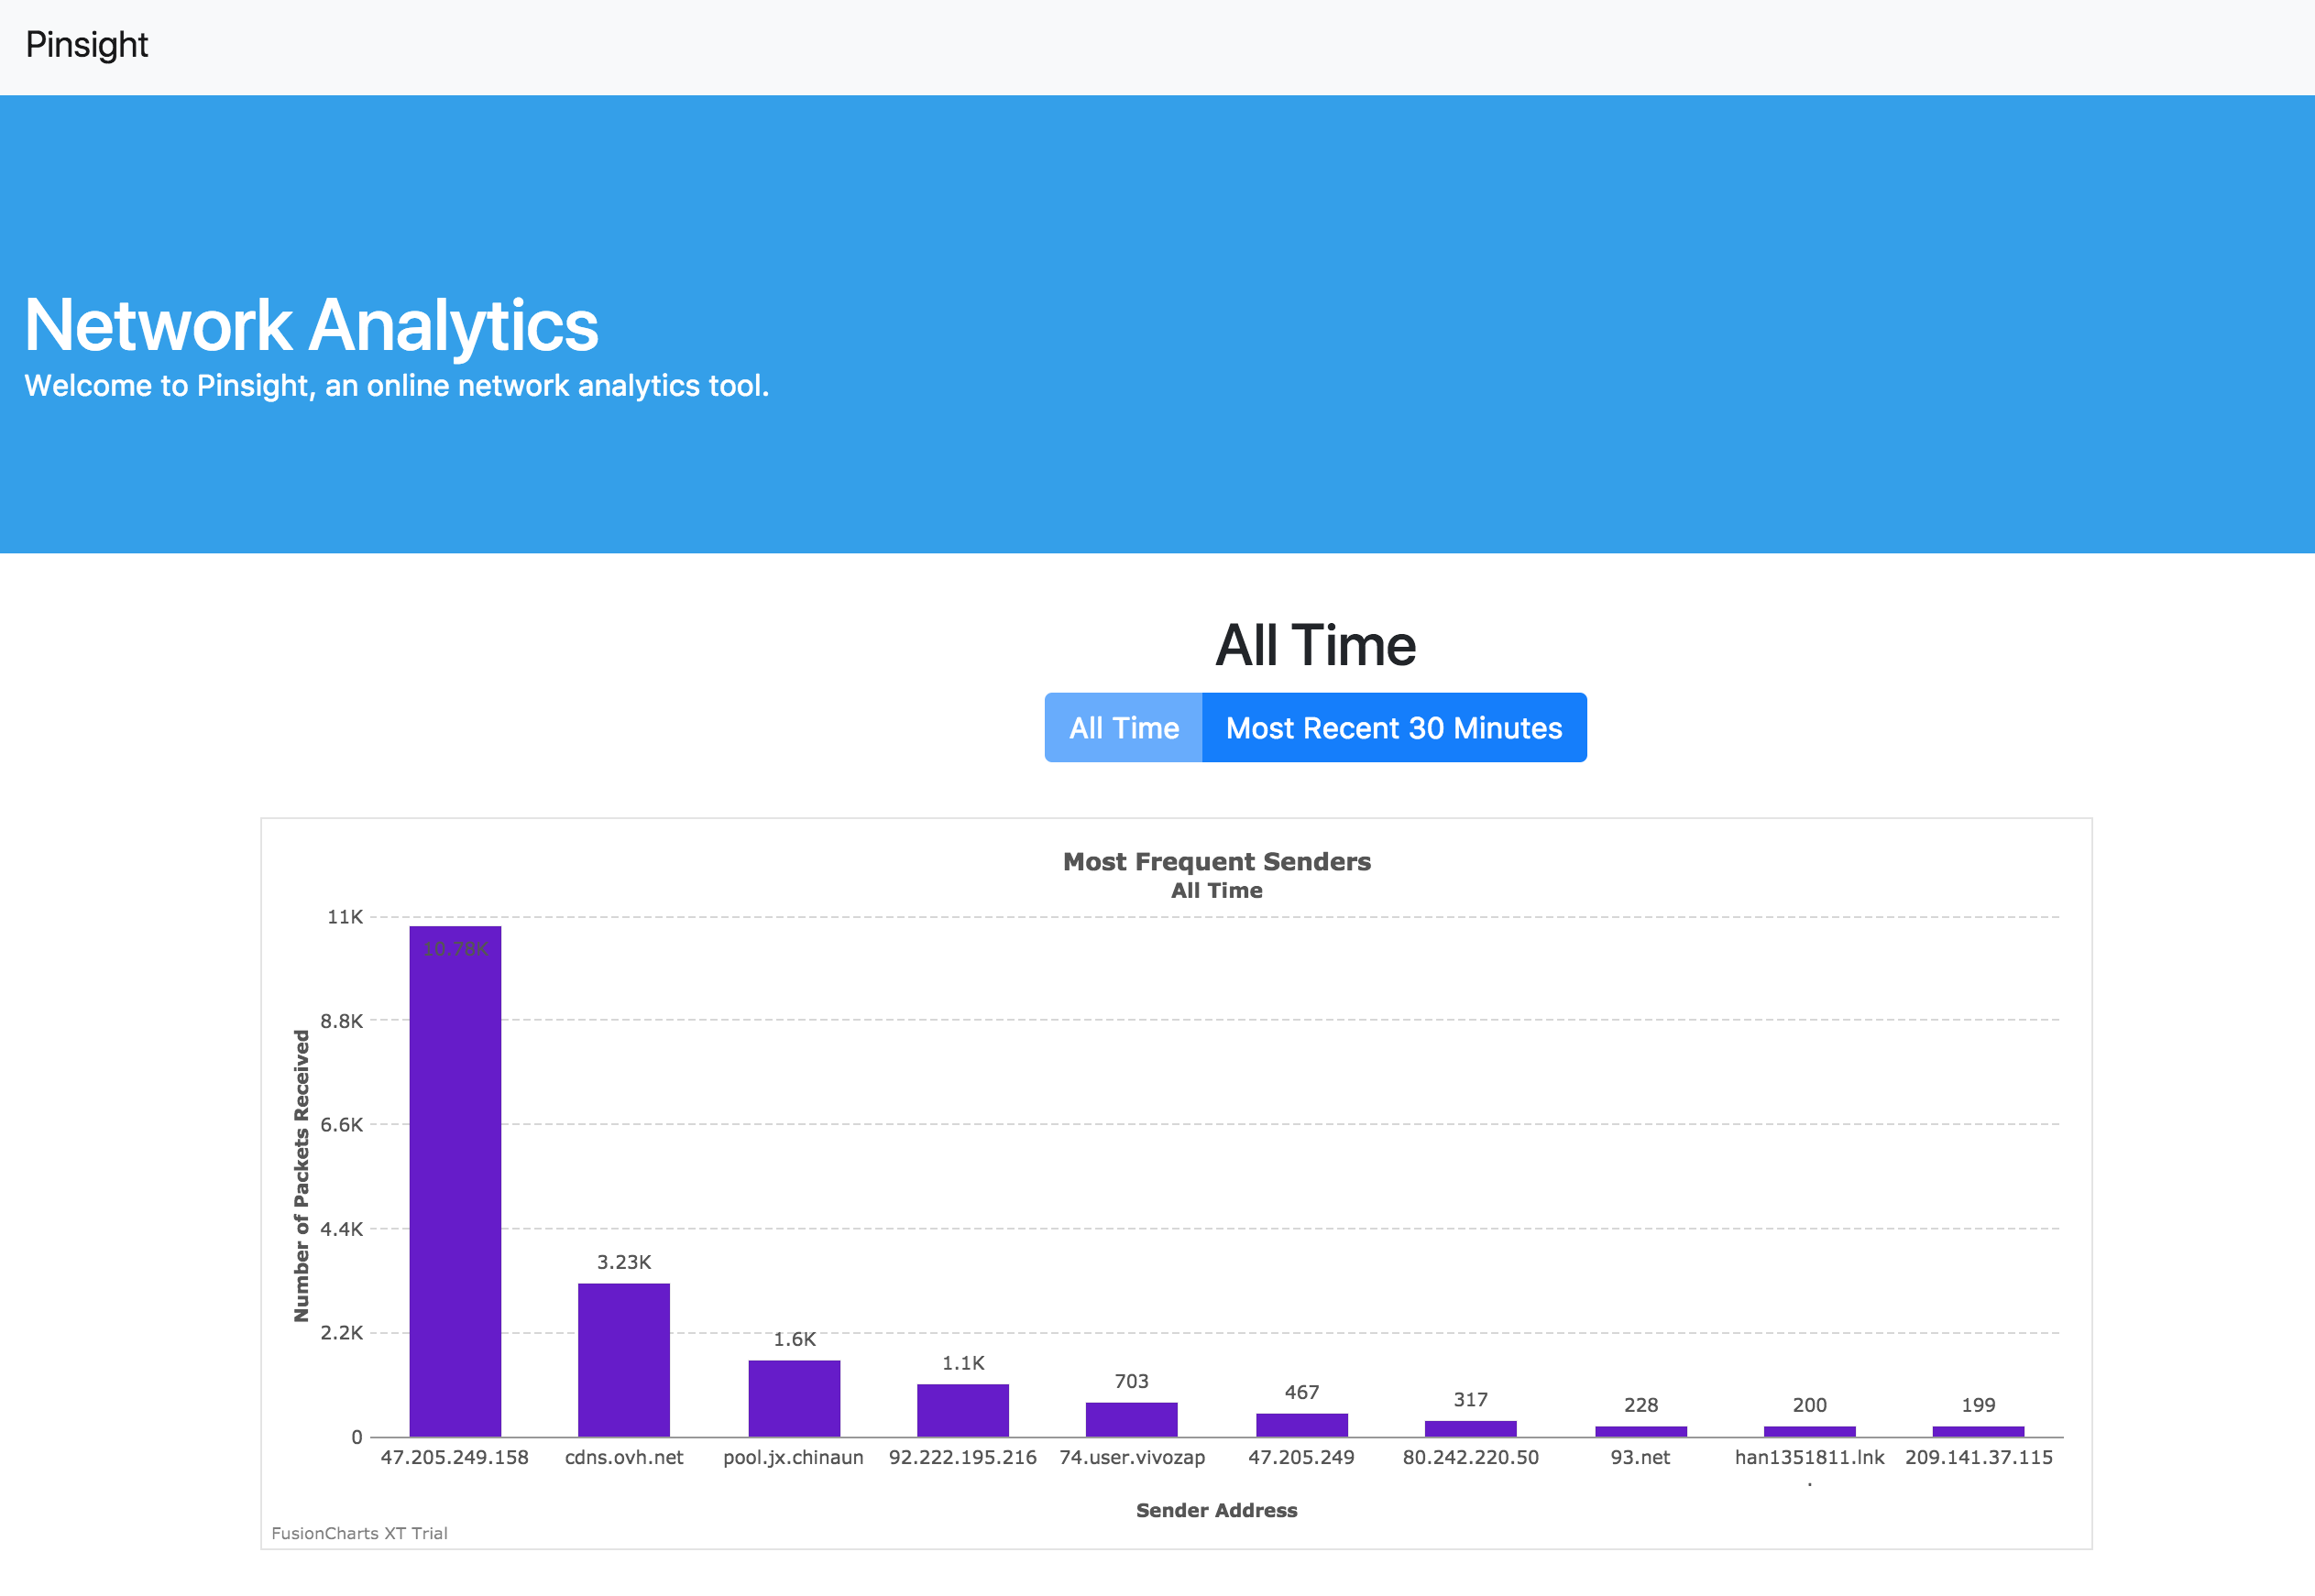 Pinsight
Network Analytics
Welcome to Pinsight, an online network analytics tool.
All Time
All Time Most Recent 30 Minutes
Most Frequent Senders
All Time
Number of Packets Received
11K
8.8K
6.6K
4.4K
2.2K
0
10.78K
3.23K
1.6K
1.1K
703
467
317
228
200
199
47.205.249.158 cdns.ovh.net pool.jx.chinaun 92.222.195.216 74.user.vivozap 47.205.249 80.242.220.50 93.net han1351811.lnk 209.141.37.115
.
Sender Address
FusionCharts XT Trial